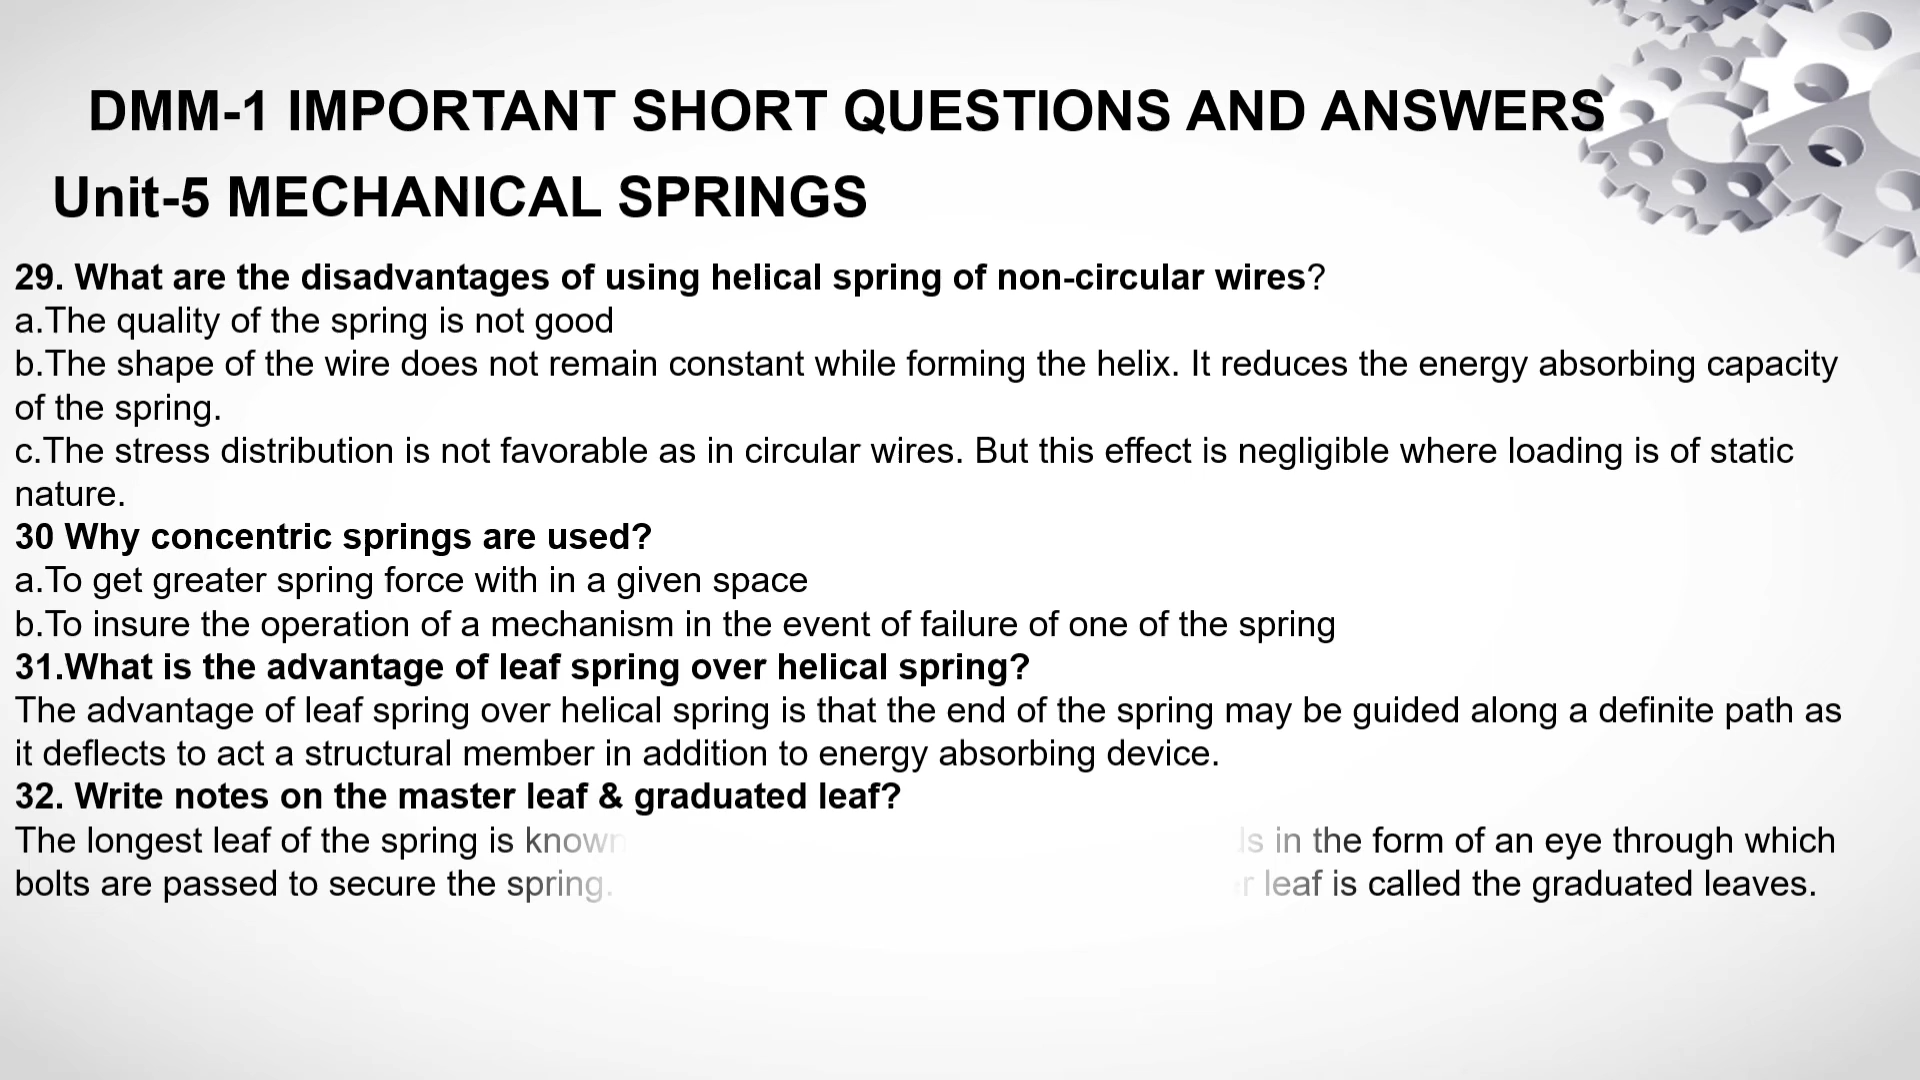 DMM-1 IMPORTANT SHORT QUESTIONS AND ANSWERS
Unit-5 MECHANICAL SPRINGS
29. What are the disadvantages of using helical spring of non-circular wires?
a.The quality of the spring is not good
b.The shape of the wire does not remain constant while forming the helix. It reduces the energy absorbing capacity
of the spring.
c.The stress distribution is not favorable as in circular wires. But this effect is negligible where loading is of static
nature.
30 Why concentric springs are used?
a.To get greater spring force with in a given space
b.To insure the operation of a mechanism in the event of failure of one of the spring
31.What is the advantage of leaf spring over helical spring?
The advantage of leaf spring over helical spring is that the end of the spring may be guided along a definite path as
it deflects to act a structural member in addition to energy absorbing device.
32. Write notes on the master leaf & graduated leaf?
The longest leaf of the spring is known in the form of an eye through which
bolts are passed to secure the spring. leaf is called the graduated leaves.